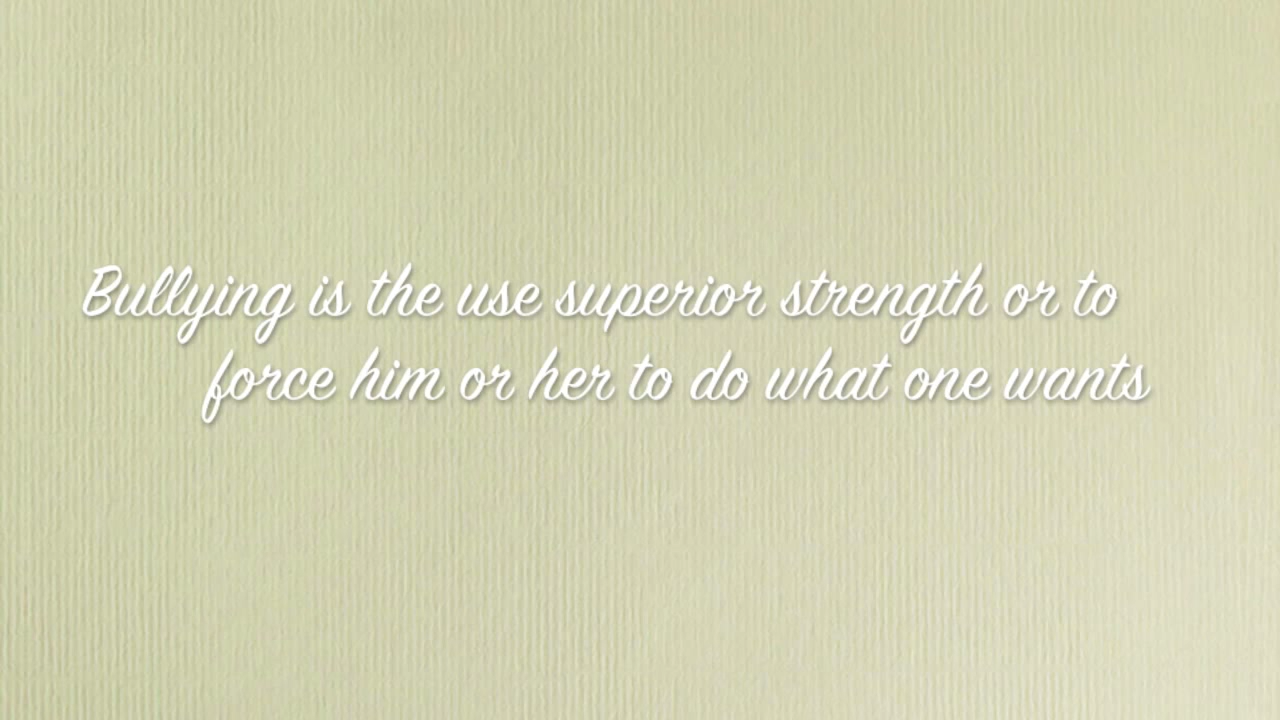 Bullying is the use superior strength or to
force him or her to do what one wants